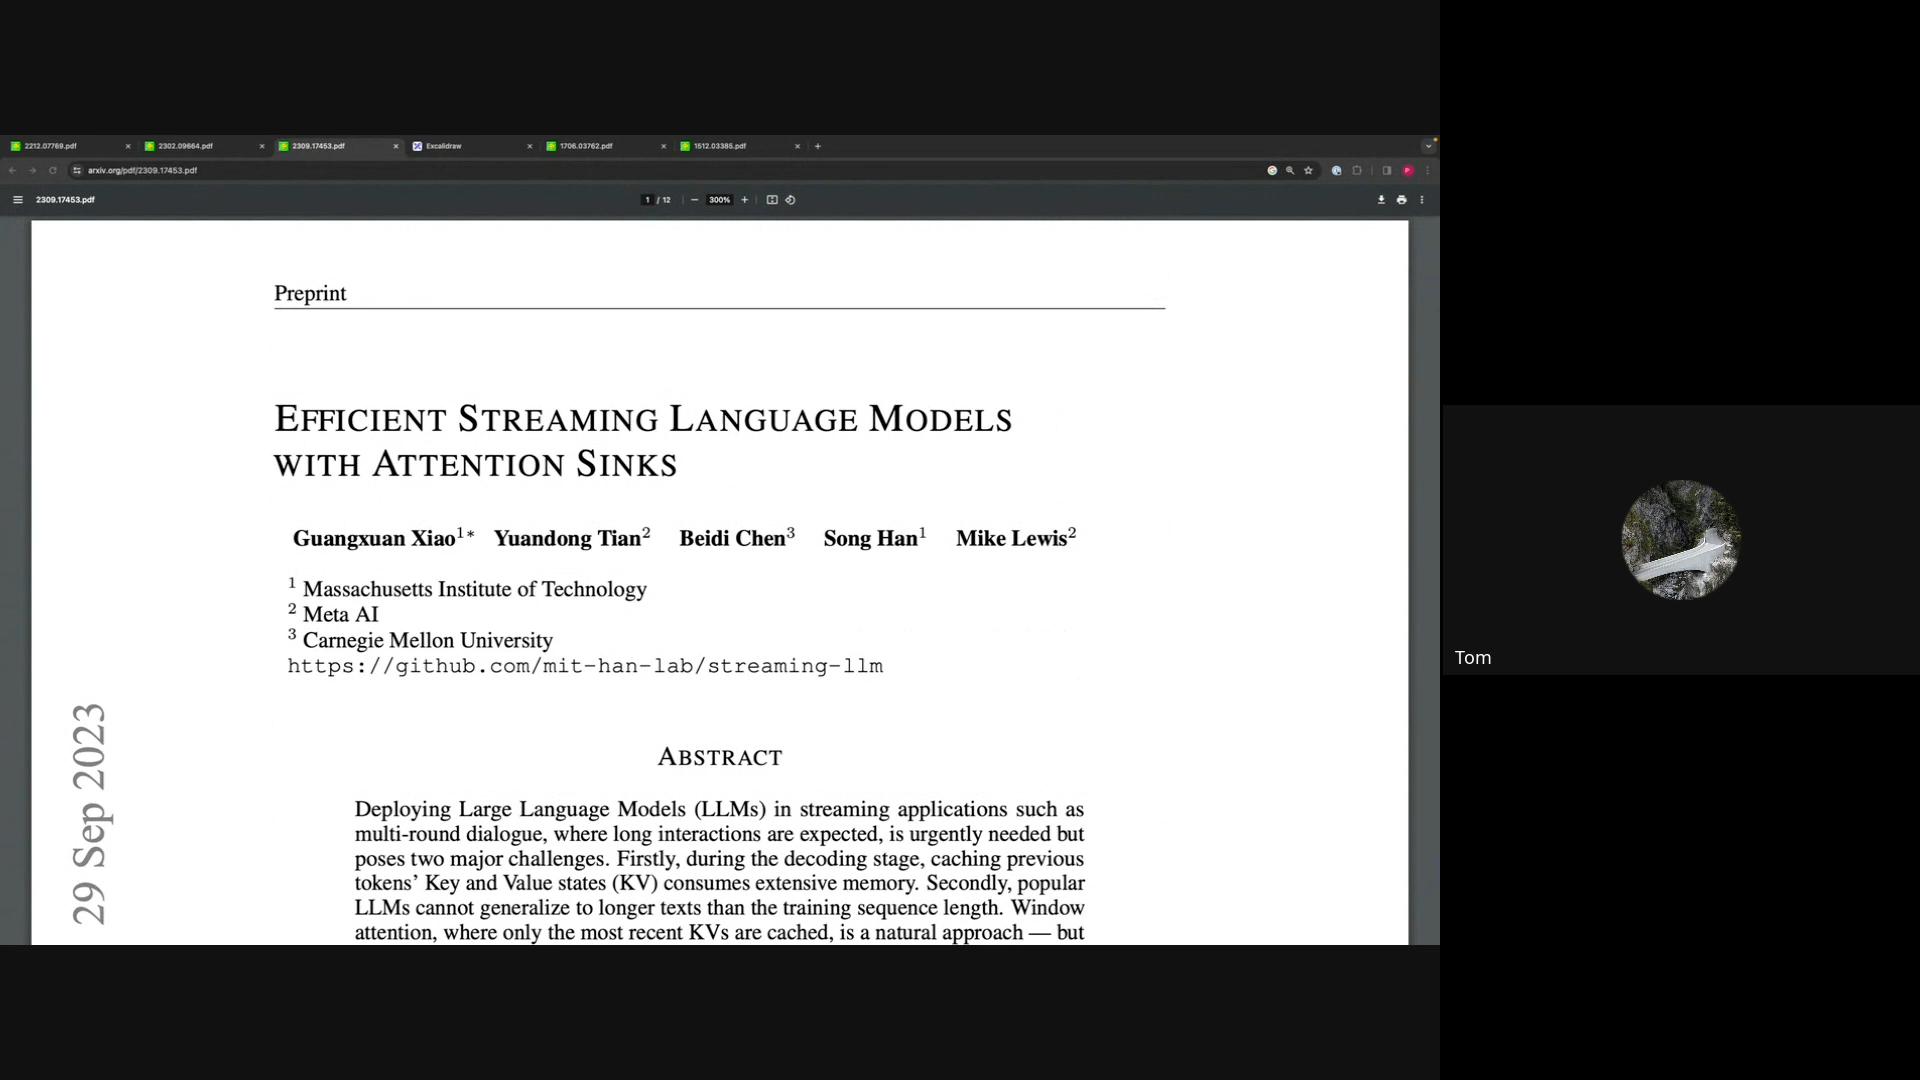 2212.07769.pdf
2302.09664.pdf
2309.17453.pdf
Excalidraw
1706.03762.pdf
1512.03385.pdf
arxiv.org/pdf/2309.17453.pdf
2309.17453.pdf
1 / 12
300%
Preprint
EFFICIENT STREAMING LANGUAGE MODELS
WITH ATTENTION SINKS
Guangxuan Xiao1* Yuandong Tian2 Beidi Chen3 Song Han1 Mike Lewis2
1 Massachusetts Institute of Technology
2 Meta AI
3 Carnegie Mellon University
https://github.com/mit-han-lab/streaming-llm
29 Sep 2023
ABSTRACT
Deploying Large Language Models (LLMs) in streaming applications such as
multi-round dialogue, where long interactions are expected, is urgently needed but
poses two major challenges. Firstly, during the decoding stage, caching previous
tokens' Key and Value states (KV) consumes extensive memory. Secondly, popular
LLMs cannot generalize to longer texts than the training sequence length. Window
attention, where only the most recent KVs are cached, is a natural approach — but
Tom